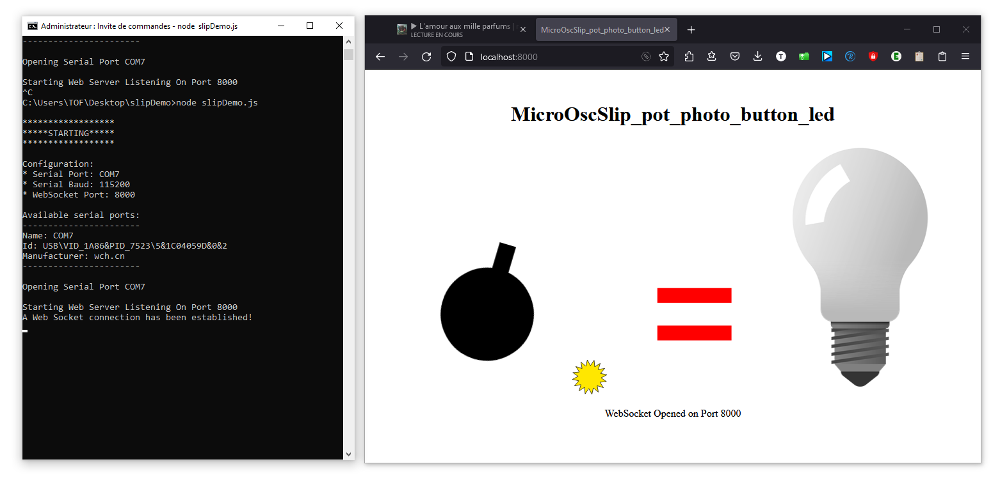 Administrateur : Invite de commandes - node slipDemo.js
-----------------------
Opening Serial Port COM7
Starting Web Server Listening On Port 8000
^C
C:\Users\TOF\Desktop\slipDemo>node slipDemo.js
******************
*****STARTING*****
******************
Configuration:
* Serial Port: COM7
* Serial Baud: 115200
* WebSocket Port: 8000
Available serial ports:
-----------------------
Name: COM7
Id: USB\VID_1A86&PID_7523\5&1C04059D&0&2
Manufacturer: wch.cn
-----------------------
Opening Serial Port COM7
Starting Web Server Listening On Port 8000
A Web Socket connection has been established!
L'amour aux mille parfums |
LECTURE EN COURS
MicroOscSlip_pot_photo_button_led
localhost:8000
T
E
MicroOscSlip_pot_photo_button_led
WebSocket Opened on Port 8000